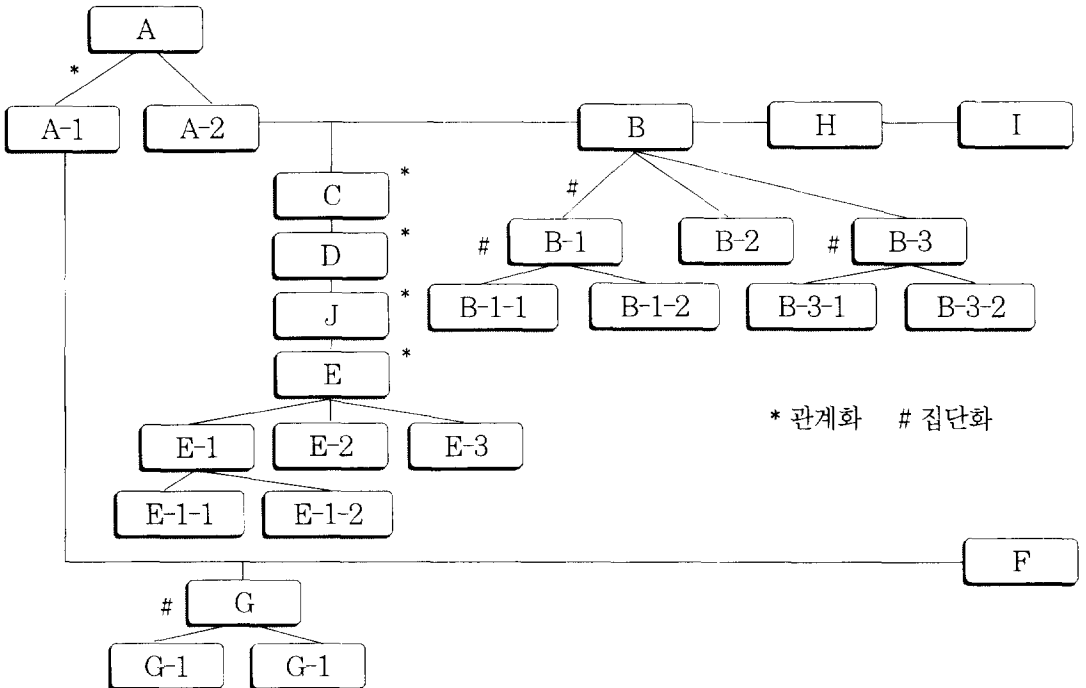 A
*
A-1 A-2 B H I
C *
#
D *
# B-1 B-2 # B-3
J *
B-1-1 B-1-2 B-3-1 B-3-2
E *
* 관계화 # 집단화
E-1 E-2 E-3
E-1-1 E-1-2
F
# G
G-1 G-1